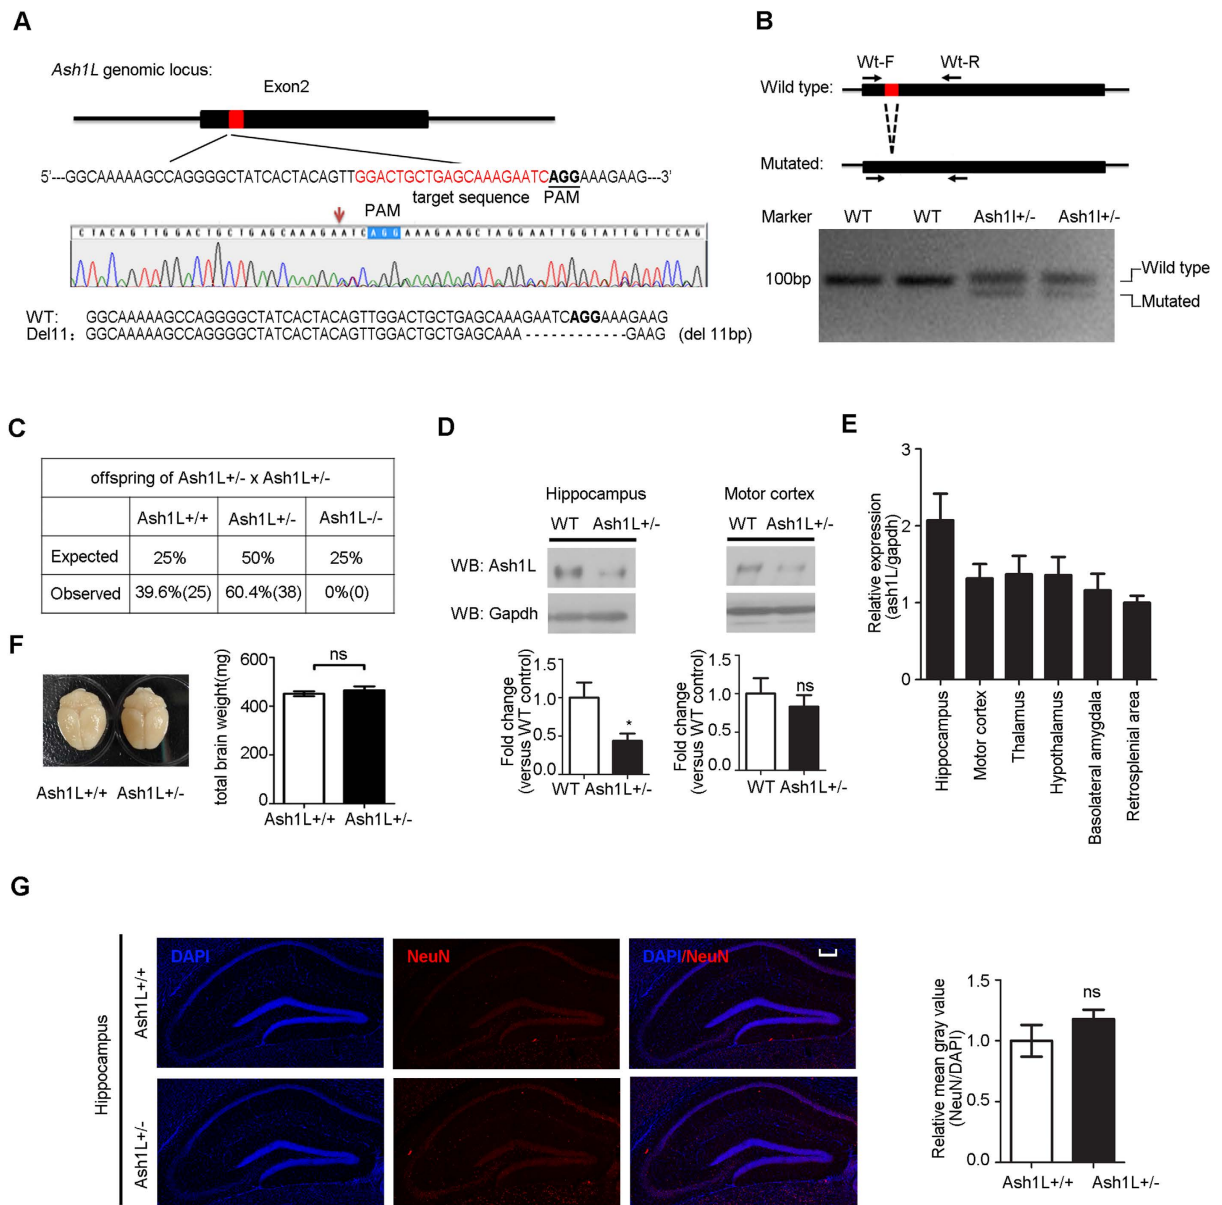 A
Ash1L genomic locus:
Exon2
5'---GGCAAAAAGCCAGGGGCTATCACTACAGTTGGACTGCTGAGCAAAGAATCAGGAAAGAAG---3'
target sequence PAM
PAM
CTACAGTTGGACTGCTGAGCAAAGAATCAGGAAAGAAGCTAGGAATTGGTATTGTTCCAG
WT: GGCAAAAAGCCAGGGGCTATCACTACAGTTGGACTGCTGAGCAAAGAATCAGGAAAGAAG
Del11: GGCAAAAAGCCAGGGGCTATCACTACAGTTGGACTGCTGAGCAAA-----------GAAG (del 11bp)
B
Wt-F Wt-R
Wild type:
Mutated:
Marker WT WT Ash1l+/- Ash1l+/-
100bp
Wild type
Mutated
C
offspring of Ash1L+/- x Ash1L+/-
Ash1L+/+ Ash1L+/- Ash1L-/-
Expected 25% 50% 25%
Observed 39.6%(25) 60.4%(38) 0%(0)
D
Hippocampus Motor cortex
WT Ash1L+/- WT Ash1L+/-
WB: Ash1L
WB: Gapdh
Fold change
(versus WT control)
1.5
1.0
0.5
0.0
*
WT Ash1L+/-
Fold change
(versus WT control)
1.5
1.0
0.5
0.0
ns
WT Ash1L+/-
E
Relative expression
(ash1L/gapdh)
3
2
1
0
Hippocampus
Motor cortex
Thalamus
Hypothalamus
Basolateral amygdala
Retrosplenial area
F
Ash1L+/+ Ash1L+/-
total brain weight(mg)
600
400
200
0
ns
Ash1L+/+ Ash1L+/-
G
Hippocampus
Ash1L+/+
Ash1L+/-
DAPI NeuN DAPI/NeuN
Relative mean gray value
(NeuN/DAPI)
1.5
1.0
0.5
0.0
ns
Ash1L+/+ Ash1L+/-